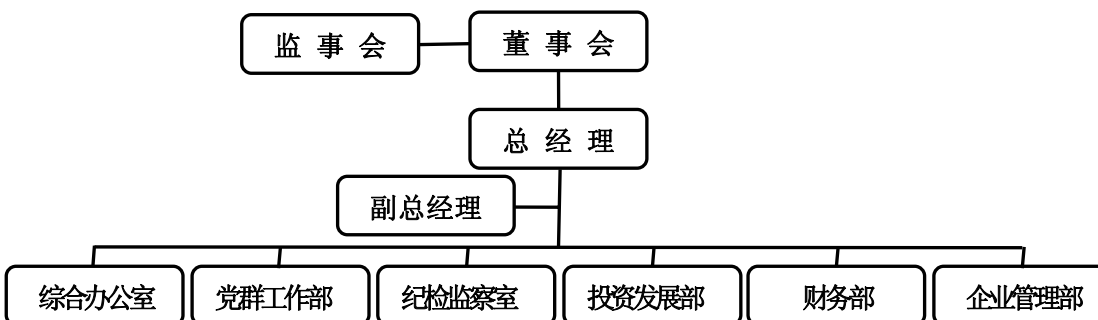 监事会 董事会
总经理
副总经理
综合办公室 党群工作部 纪检监察室 投资发展部 财务部 企业管理部